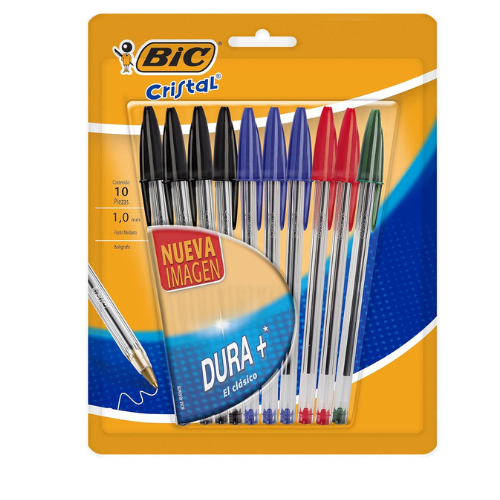 BiC
Cristal®
Contenido
10
Piezas
1,0 mm
Punto Mediano
Bolígrafo
NUEVA
IMAGEN
DURA +*
El clásico